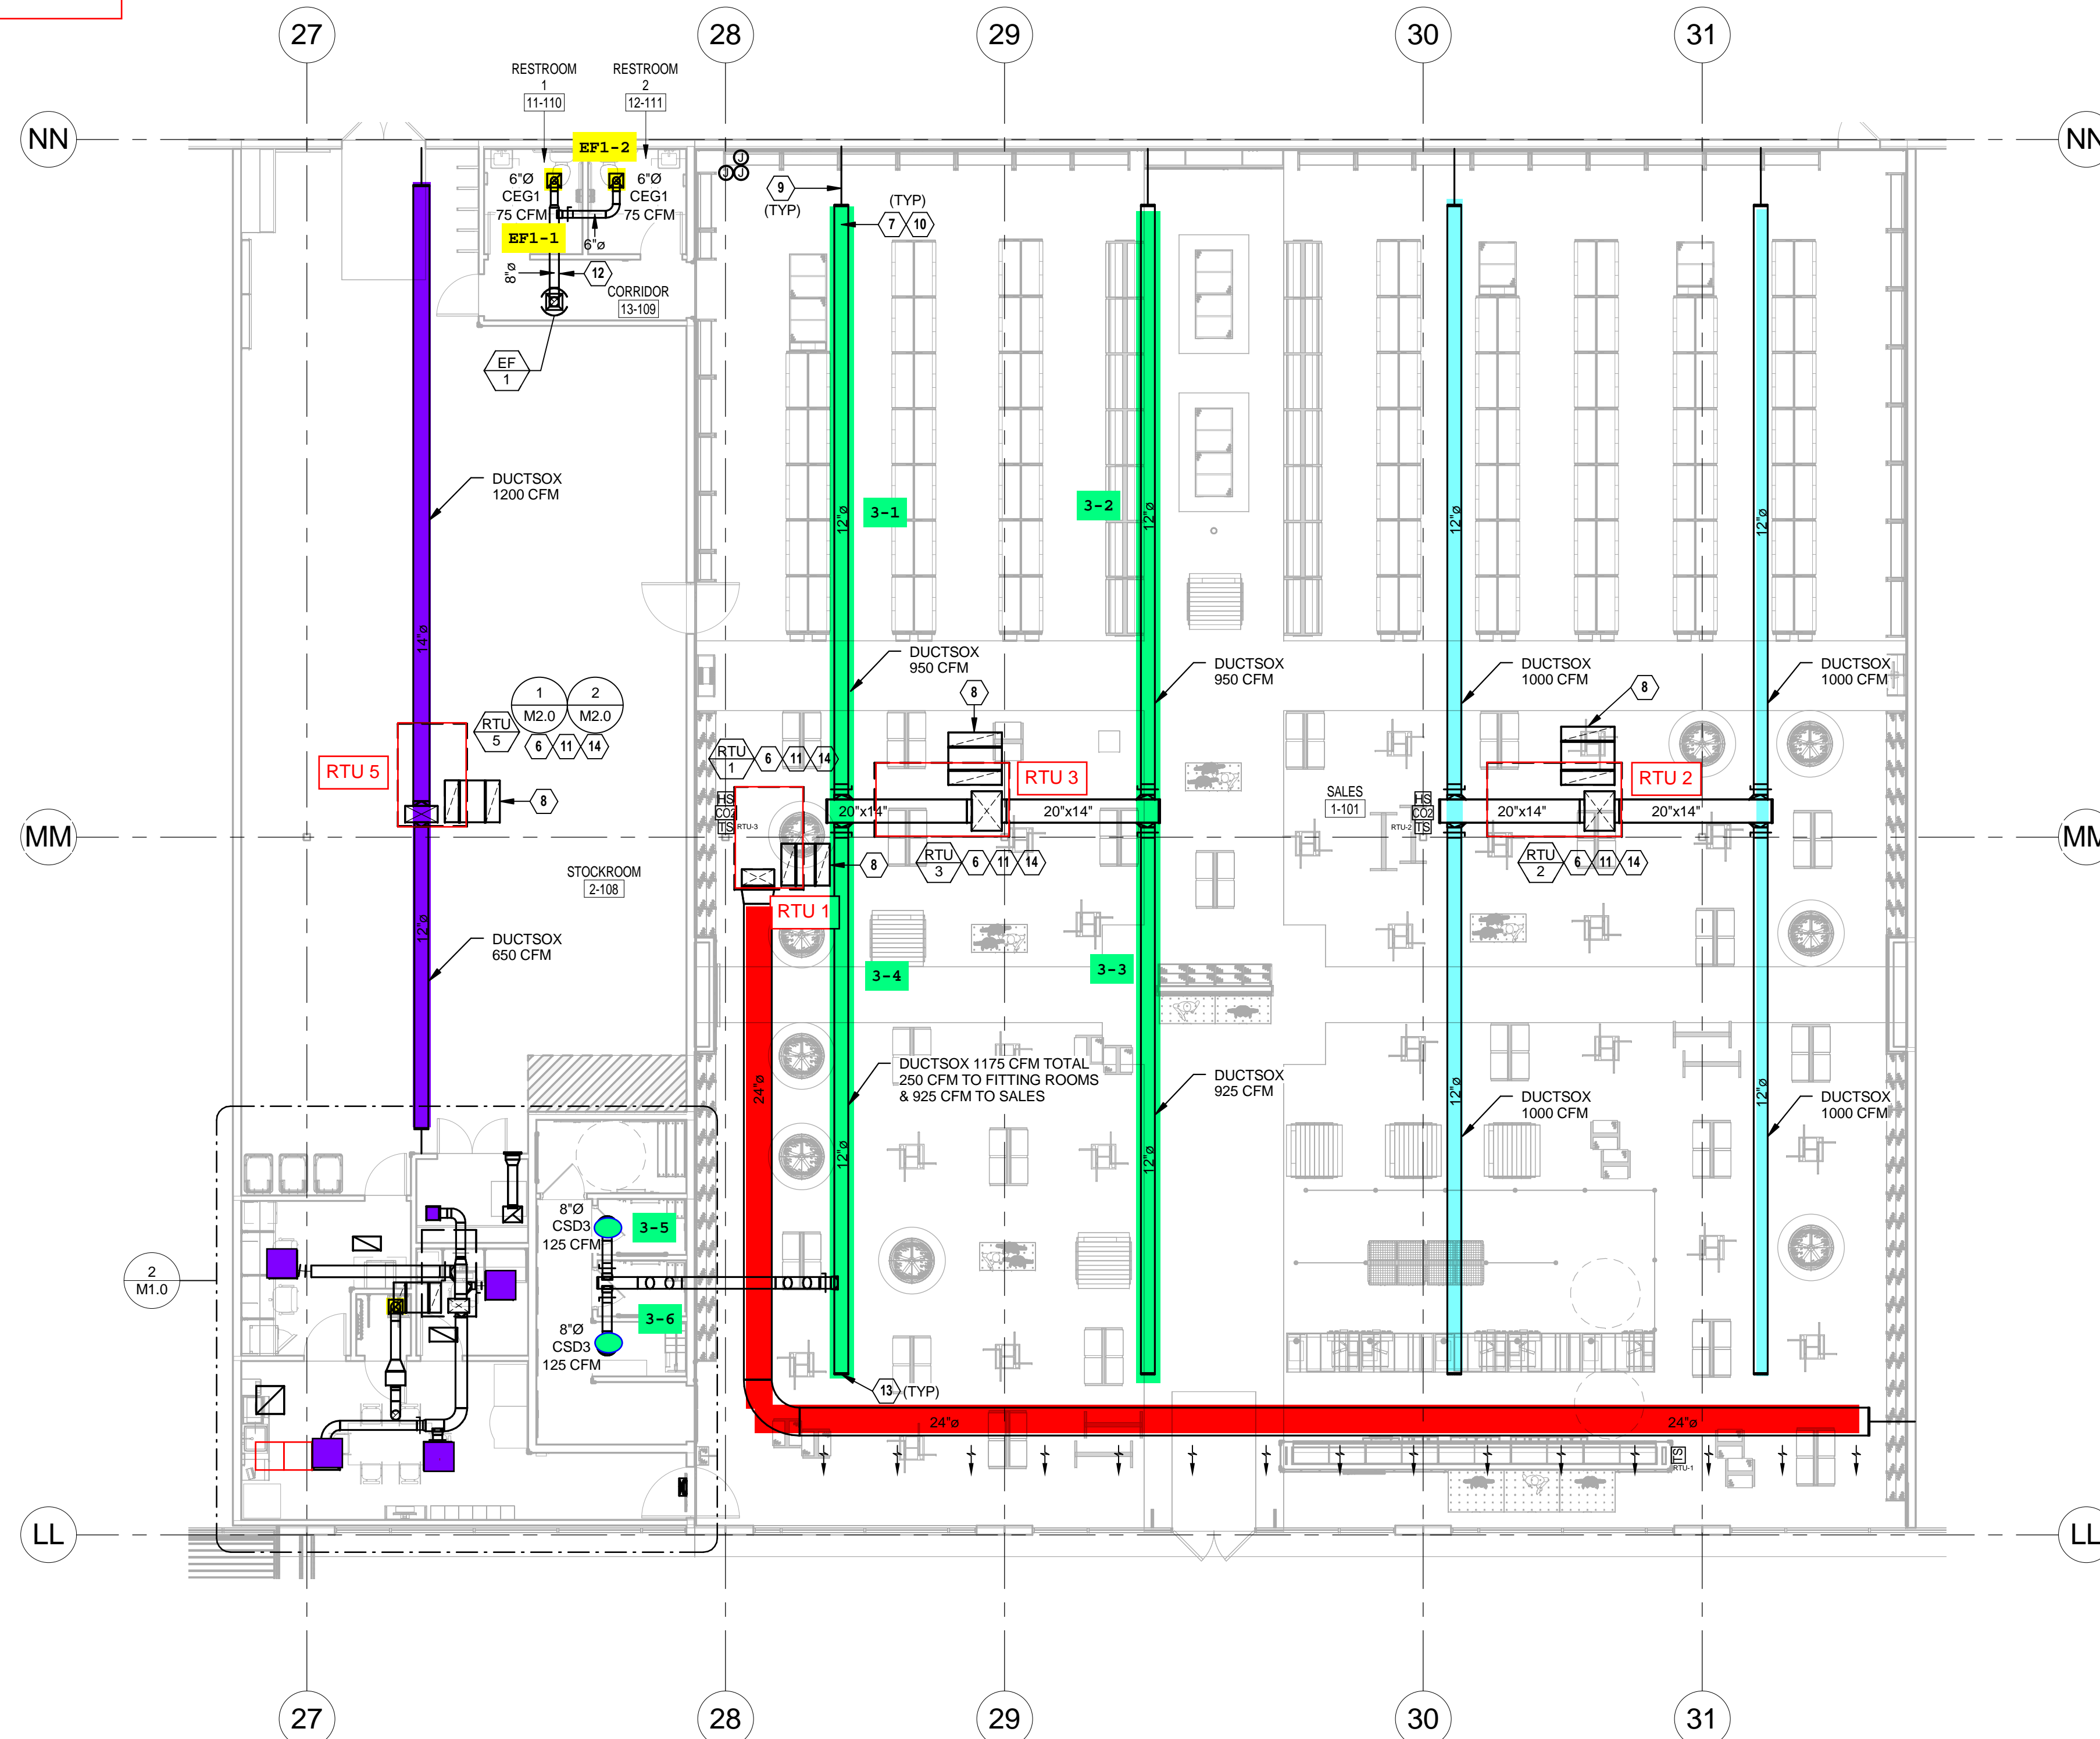 27
28
29
30
31
RESTROOM
1
11-110
RESTROOM
2
12-111
NN
NN
EF1-2
6"Ø
CEG1
75 CFM
6"Ø
CEG1
75 CFM
EF1-1
6"ø
8"ø
12
CORRIDOR
13-109
EF
1
J
J
J
9
(TYP)
(TYP)
7
10
DUCTSOX
1200 CFM
12"ø
3-1
3-2
12"ø
12"ø
12"ø
14"ø
DUCTSOX
950 CFM
DUCTSOX
950 CFM
DUCTSOX
1000 CFM
DUCTSOX
1000 CFM
1
M2.0
2
M2.0
RTU
5
6
11
14
8
8
RTU
1
6
11
14
RTU 5
RTU 3
RTU 2
8
HS
CO2
TS
RTU-3
20"x14"
20"x14"
SALES
1-101
HS
CO2
TS
RTU-2
20"x14"
20"x14"
MM
MM
8
RTU
3
6
11
14
RTU
2
6
11
14
STOCKROOM
2-108
RTU 1
12"ø
DUCTSOX
650 CFM
3-4
3-3
24"ø
DUCTSOX 1175 CFM TOTAL
250 CFM TO FITTING ROOMS
& 925 CFM TO SALES
DUCTSOX
925 CFM
DUCTSOX
1000 CFM
DUCTSOX
1000 CFM
12"ø
12"ø
12"ø
12"ø
8"Ø
CSD3
125 CFM
3-5
2
M1.0
3-6
8"Ø
CSD3
125 CFM
13
(TYP)
24"ø
24"ø
TS
RTU-1
LL
LL
27
28
29
30
31